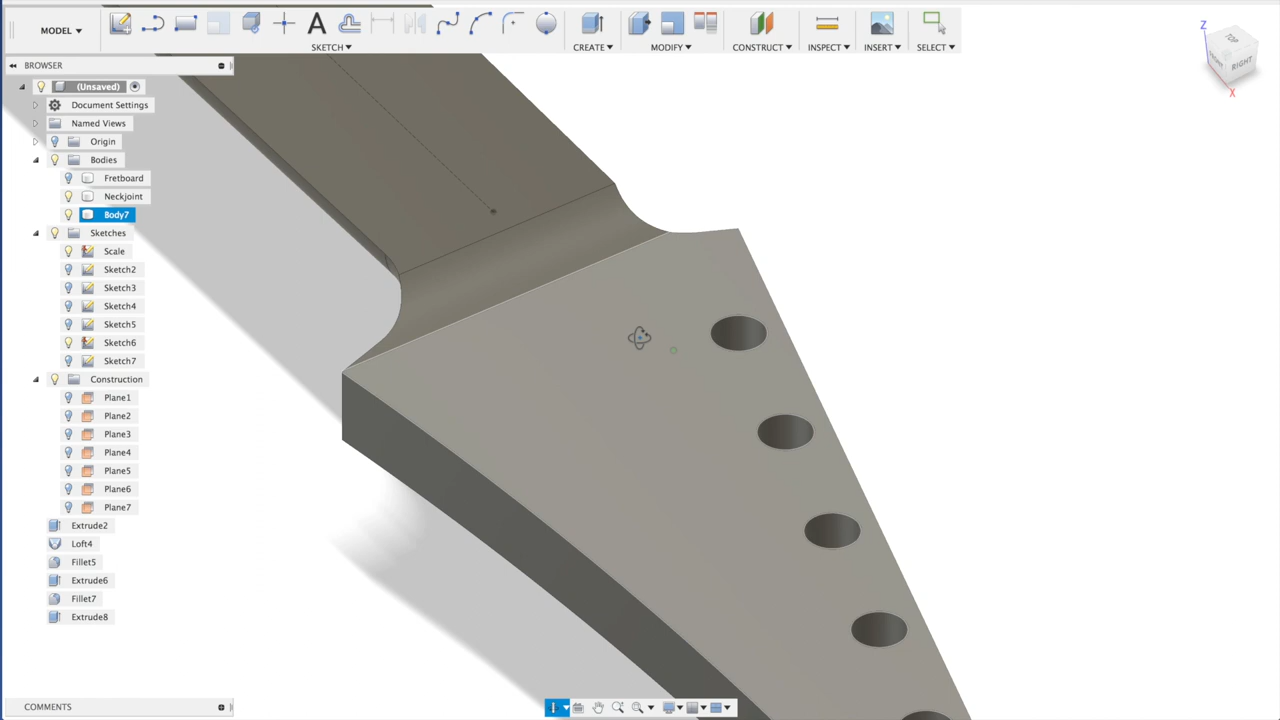 MODEL
SKETCH
CREATE
MODIFY
CONSTRUCT
INSPECT
INSERT
SELECT
BROWSER
(Unsaved)
Document Settings
Named Views
Origin
Bodies
Fretboard
Neckjoint
Body7
Sketches
Scale
Sketch2
Sketch3
Sketch4
Sketch5
Sketch6
Sketch7
Construction
Plane1
Plane2
Plane3
Plane4
Plane5
Plane6
Plane7
Extrude2
Loft4
Fillet5
Extrude6
Fillet7
Extrude8
COMMENTS
Z
TOP
RIGHT
X